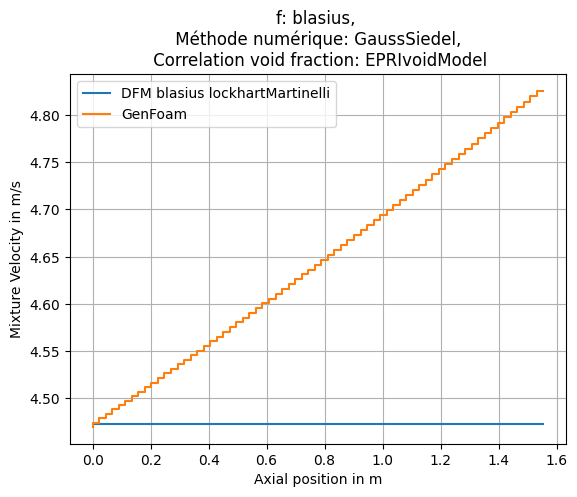 f: blasius,
Méthode numérique: GaussSiedel,
Correlation void fraction: EPRIvoidModel
DFM blasius lockhartMartinelli
GenFoam
Mixture Velocity in m/s
4.80
4.75
4.70
4.65
4.60
4.55
4.50
0.0 0.2 0.4 0.6 0.8 1.0 1.2 1.4 1.6
Axial position in m